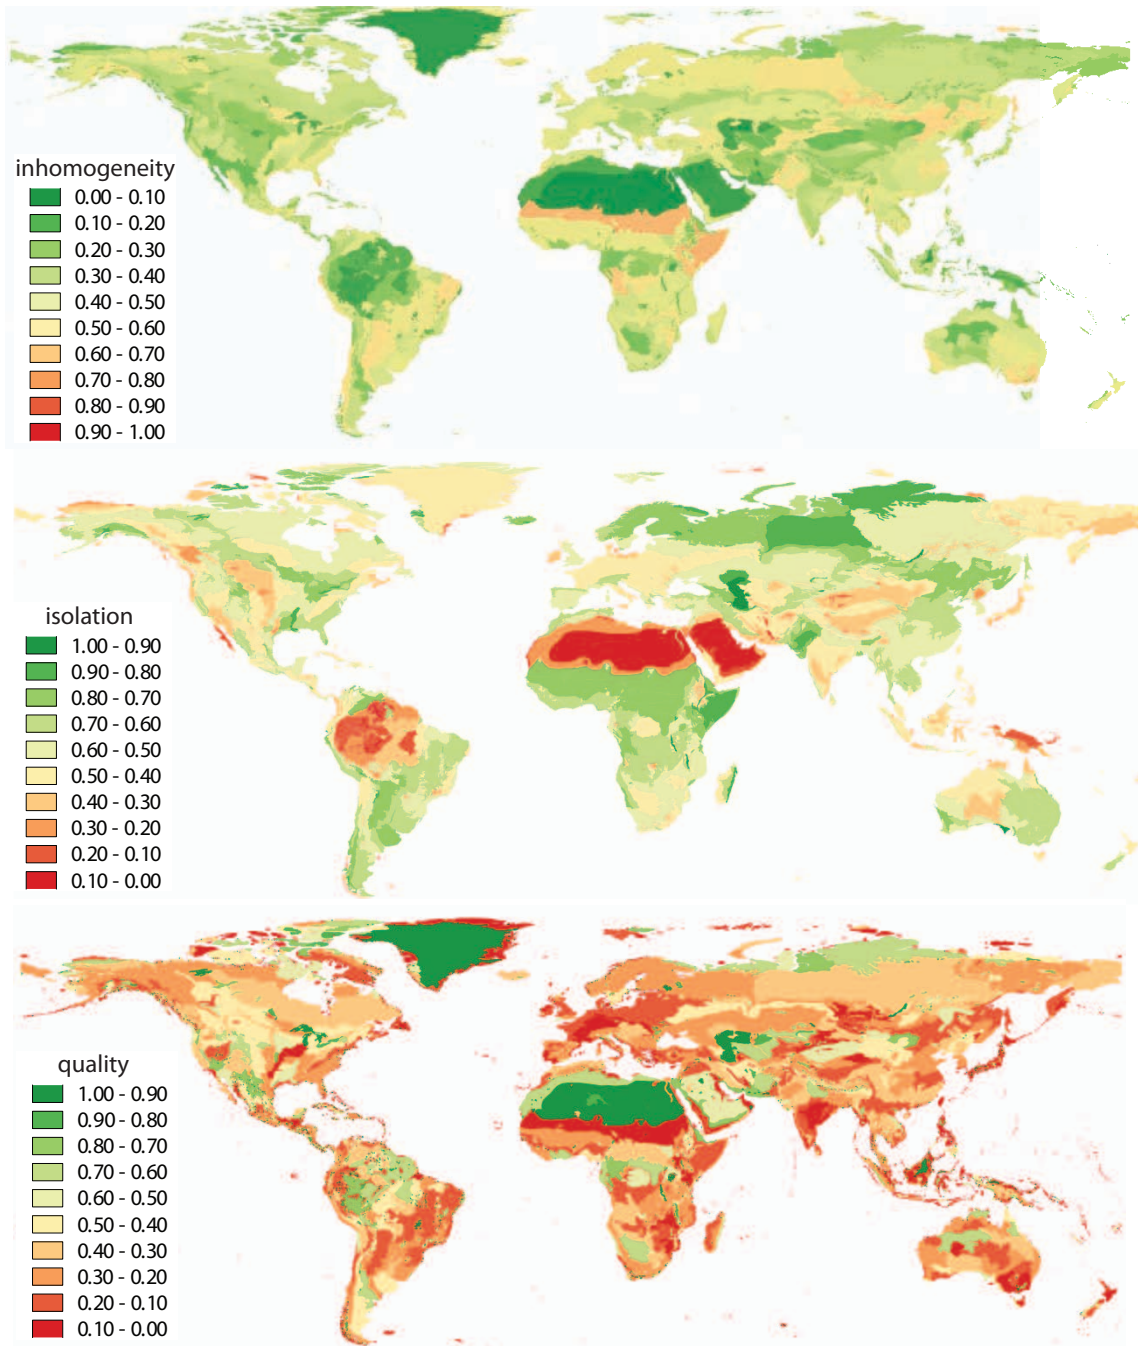 inhomogeneity
0.00 - 0.10
0.10 - 0.20
0.20 - 0.30
0.30 - 0.40
0.40 - 0.50
0.50 - 0.60
0.60 - 0.70
0.70 - 0.80
0.80 - 0.90
0.90 - 1.00
isolation
1.00 - 0.90
0.90 - 0.80
0.80 - 0.70
0.70 - 0.60
0.60 - 0.50
0.50 - 0.40
0.40 - 0.30
0.30 - 0.20
0.20 - 0.10
0.10 - 0.00
quality
1.00 - 0.90
0.90 - 0.80
0.80 - 0.70
0.70 - 0.60
0.60 - 0.50
0.50 - 0.40
0.40 - 0.30
0.30 - 0.20
0.20 - 0.10
0.10 - 0.00